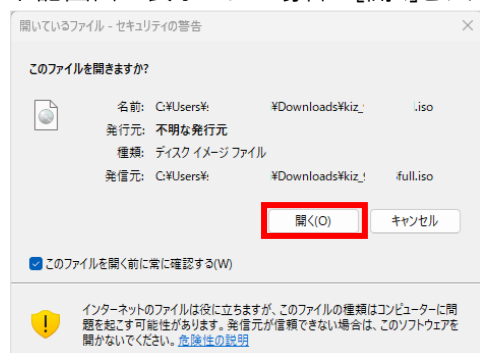 開いているファイル - セキュリティの警告
このファイルを開きますか?
名前: C:¥Users¥: ¥Downloads¥kiz_ .iso
発行元: 不明な発行元
種類: ディスク イメージ ファイル
発信元: C:¥Users¥: ¥Downloads¥kiz_ full.iso
開く(O) キャンセル
このファイルを開く前に常に確認する(W)
インターネットのファイルは役に立ちますが、このファイルの種類はコンピューターに問
題を起こす可能性があります。発信元が信頼できない場合は、このソフトウェアを
開かないでください。危険性の説明